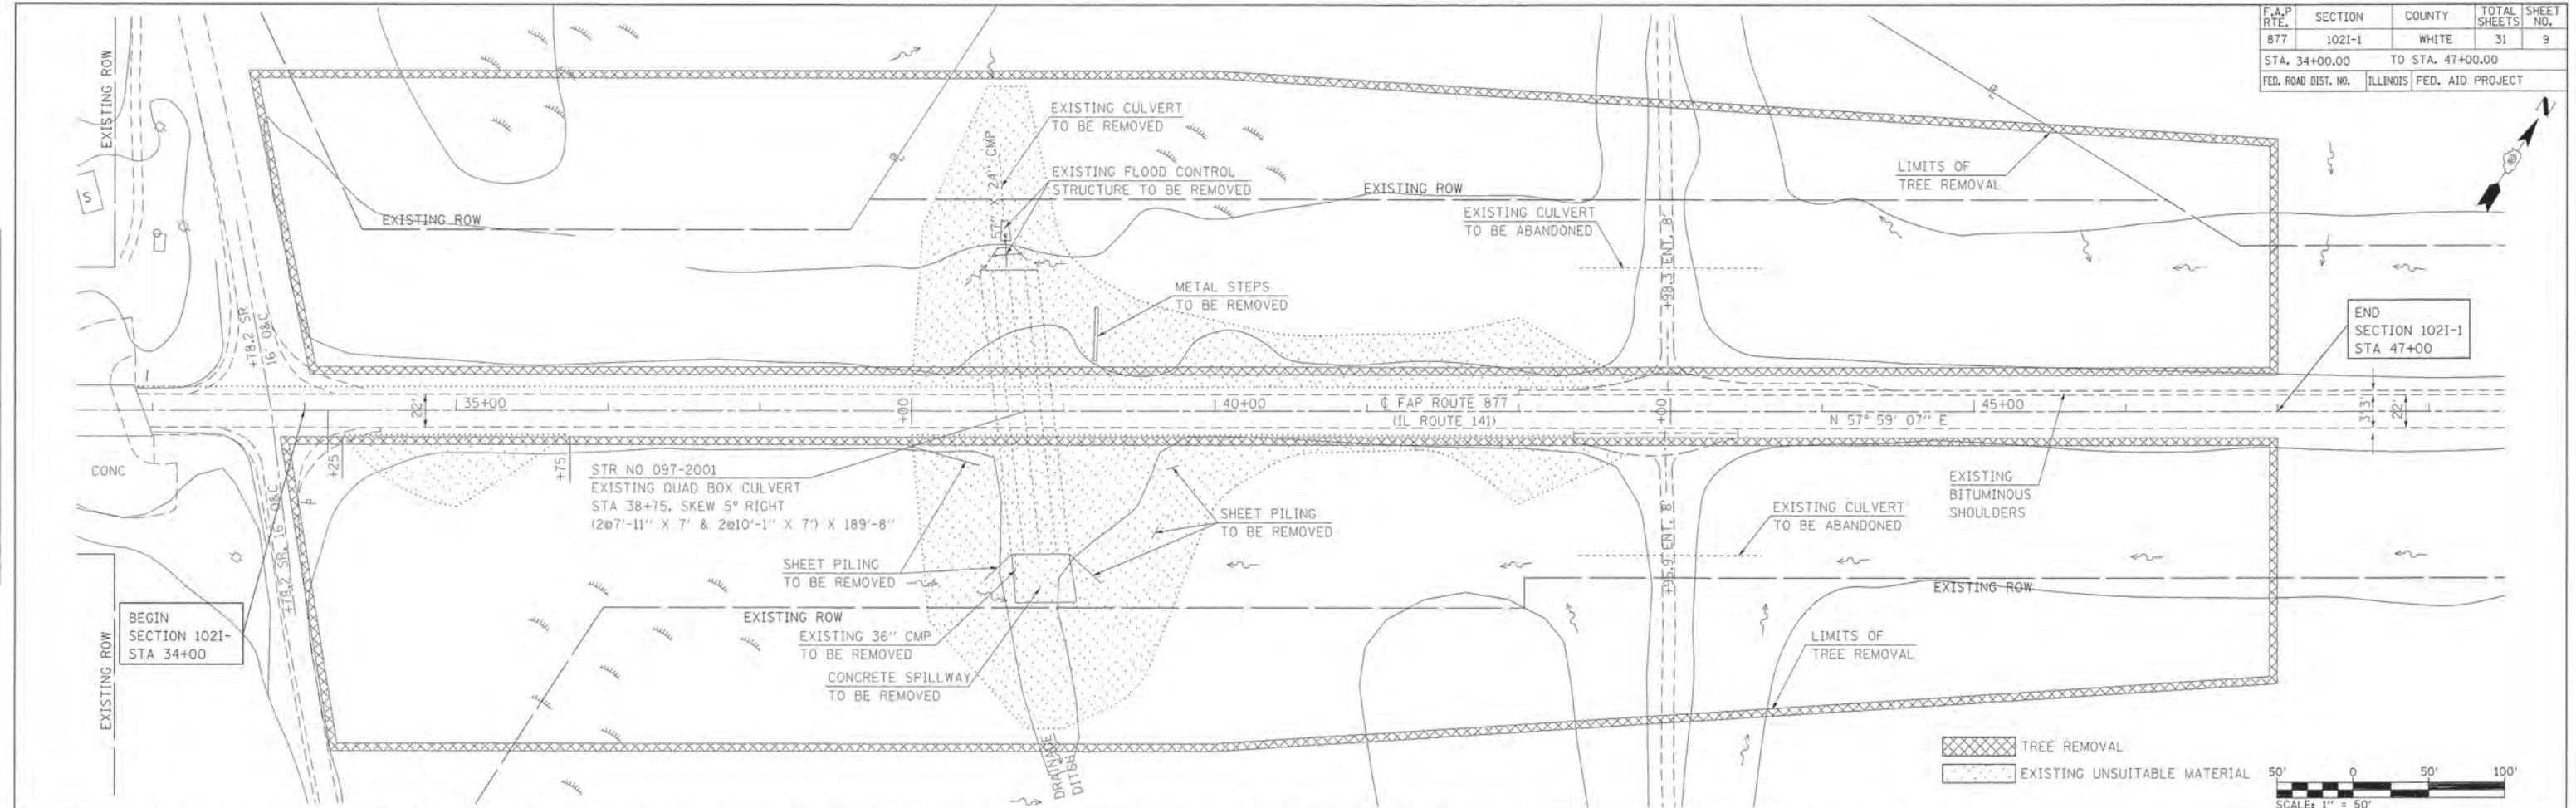 F.A.P RTE. SECTION COUNTY TOTAL SHEETS SHEET NO.
877 102I-1 WHITE 31 9
STA. 34+00.00 TO STA. 47+00.00
FED. ROAD DIST. NO. ILLINOIS FED. AID PROJECT
EXISTING ROW
EXISTING CULVERT
TO BE REMOVED
57" X 24' CMP
EXISTING FLOOD CONTROL
STRUCTURE TO BE REMOVED
LIMITS OF
TREE REMOVAL
EXISTING ROW
EXISTING ROW
EXISTING CULVERT
TO BE ABANDONED
S
METAL STEPS
TO BE REMOVED
+98.3 ENT. 8'
END
SECTION 102I-1
STA 47+00
+78.2 SR
16' O&C
22'
35+00
+00
40+00
℄ FAP ROUTE 877
(IL ROUTE 141)
+00
N 57° 59' 07" E
45+00
22'
CONC
+25
+75
STR NO 097-2001
EXISTING QUAD BOX CULVERT
STA 38+75, SKEW 5° RIGHT
(2@7'-11" X 7' & 2@10'-1" X 7') X 189'-8"
EXISTING
BITUMINOUS
SHOULDERS
SHEET PILING
TO BE REMOVED
EXISTING CULVERT
TO BE ABANDONED
P
SHEET PILING
TO BE REMOVED
+78.2 SR, 16' O&C
+95.9 ENT. 8'
EXISTING ROW
BEGIN
SECTION 102I-
STA 34+00
EXISTING ROW
EXISTING ROW
EXISTING 36" CMP
TO BE REMOVED
LIMITS OF
TREE REMOVAL
CONCRETE SPILLWAY
TO BE REMOVED
DRAINAGE
DITCH
TREE REMOVAL
EXISTING UNSUITABLE MATERIAL
50' 0 50' 100'
SCALE: 1" = 50'